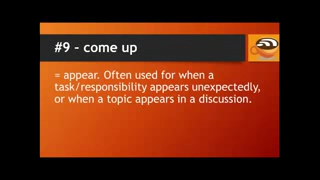 #9 – come up
= appear. Often used for when a
task/responsibility appears unexpectedly,
or when a topic appears in a discussion.